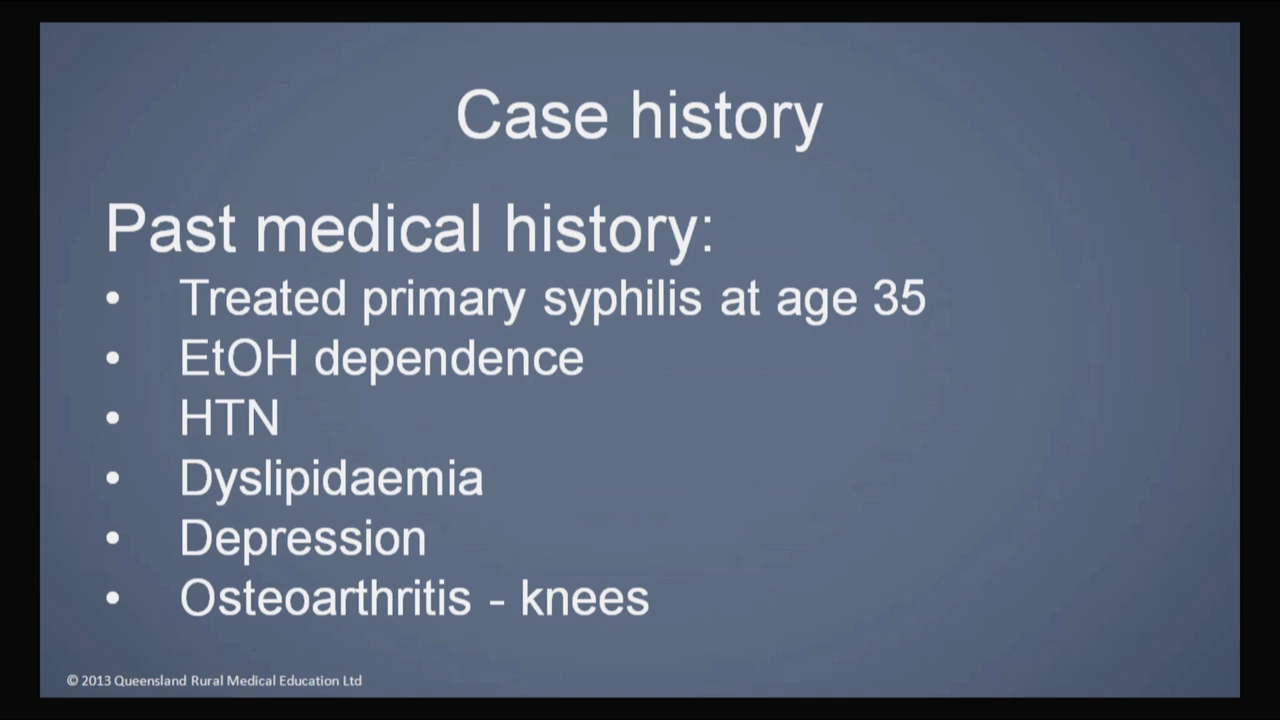 Case history
Past medical history:
• Treated primary syphilis at age 35
• EtOH dependence
• HTN
• Dyslipidaemia
• Depression
• Osteoarthritis - knees
© 2013 Queensland Rural Medical Education Ltd